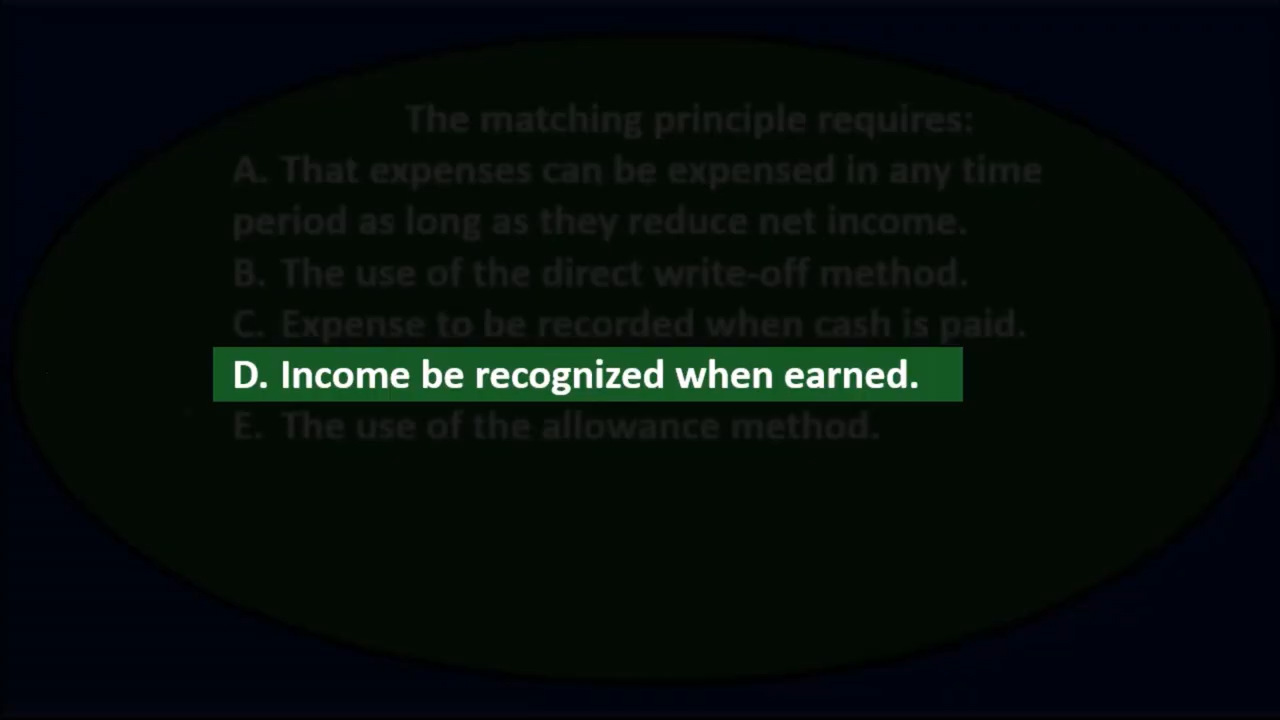 The matching principle requires:
A. That expenses can be expensed in any time
period as long as they reduce net income.
B. The use of the direct write-off method.
C. Expense to be recorded when cash is paid.
D. Income be recognized when earned.
E. The use of the allowance method.